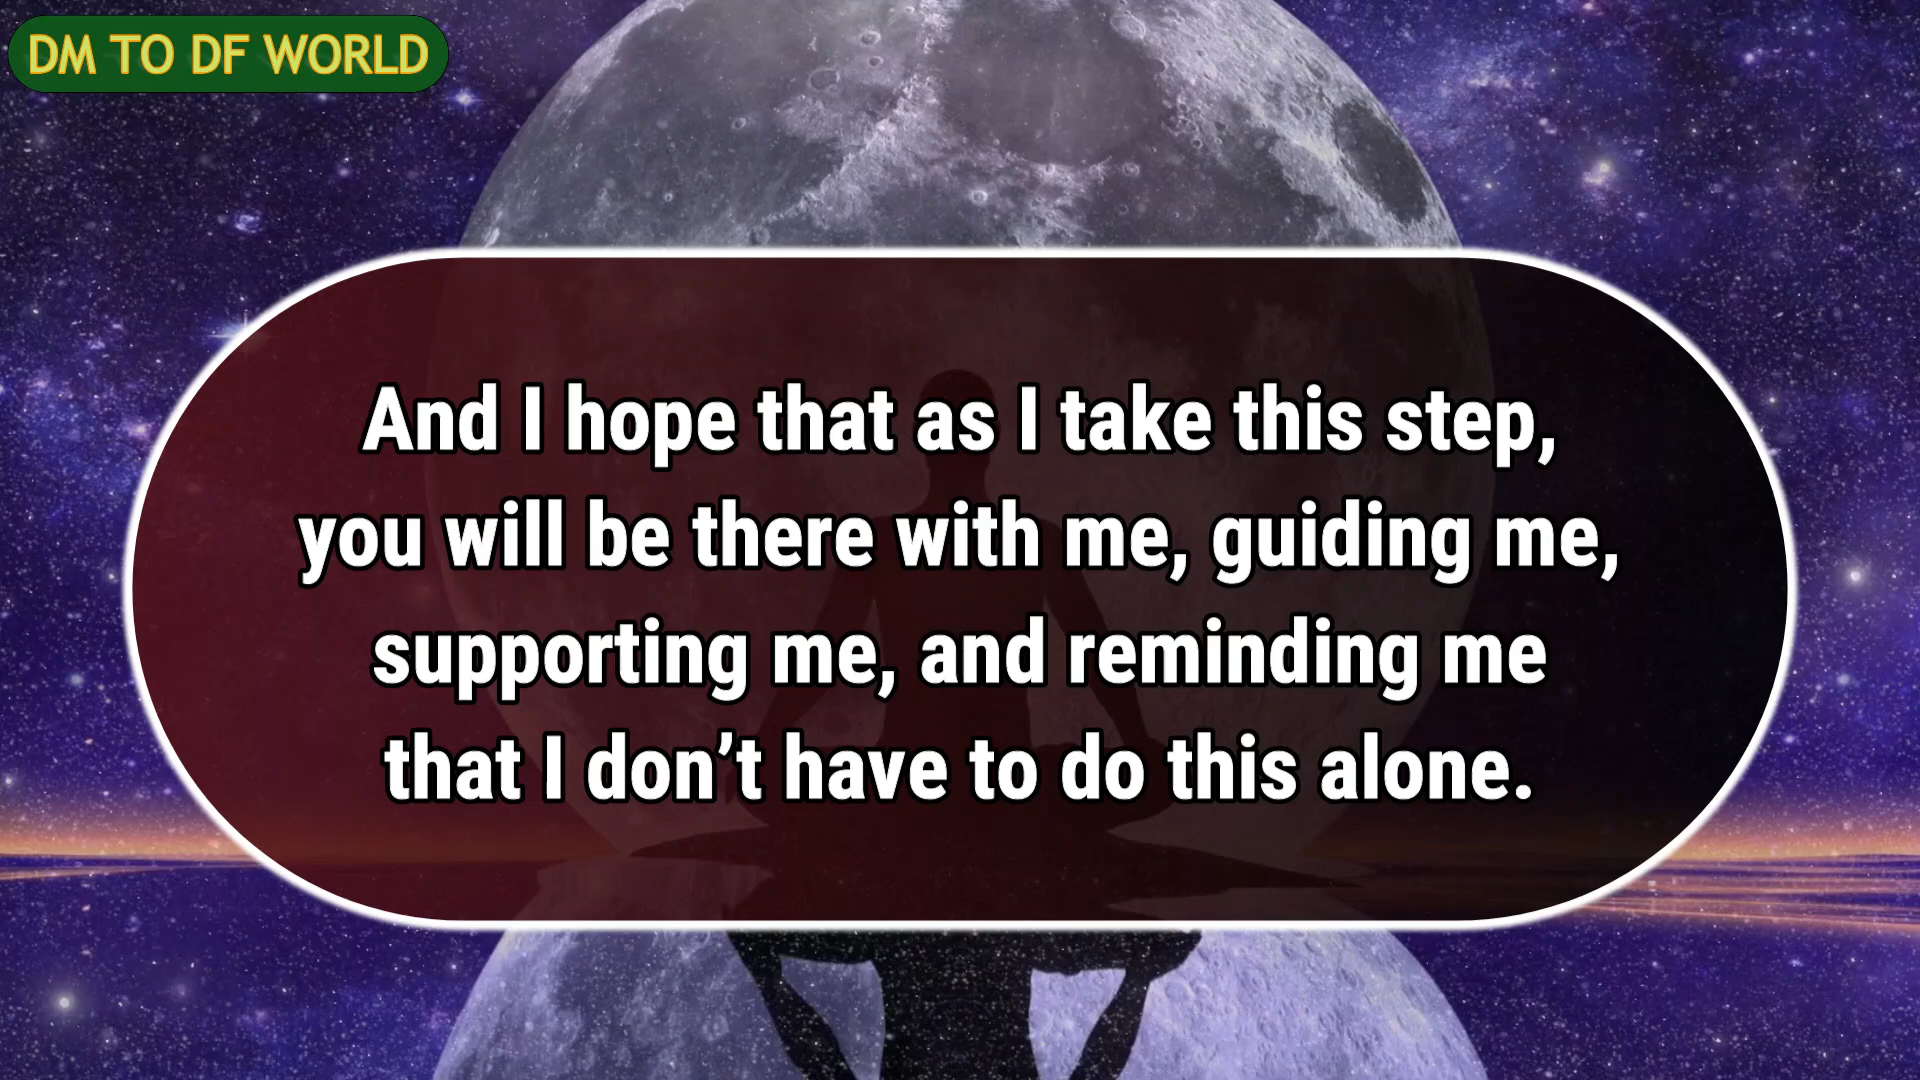 DM TO DF WORLD
And I hope that as I take this step,
you will be there with me, guiding me,
supporting me, and reminding me
that I don’t have to do this alone.